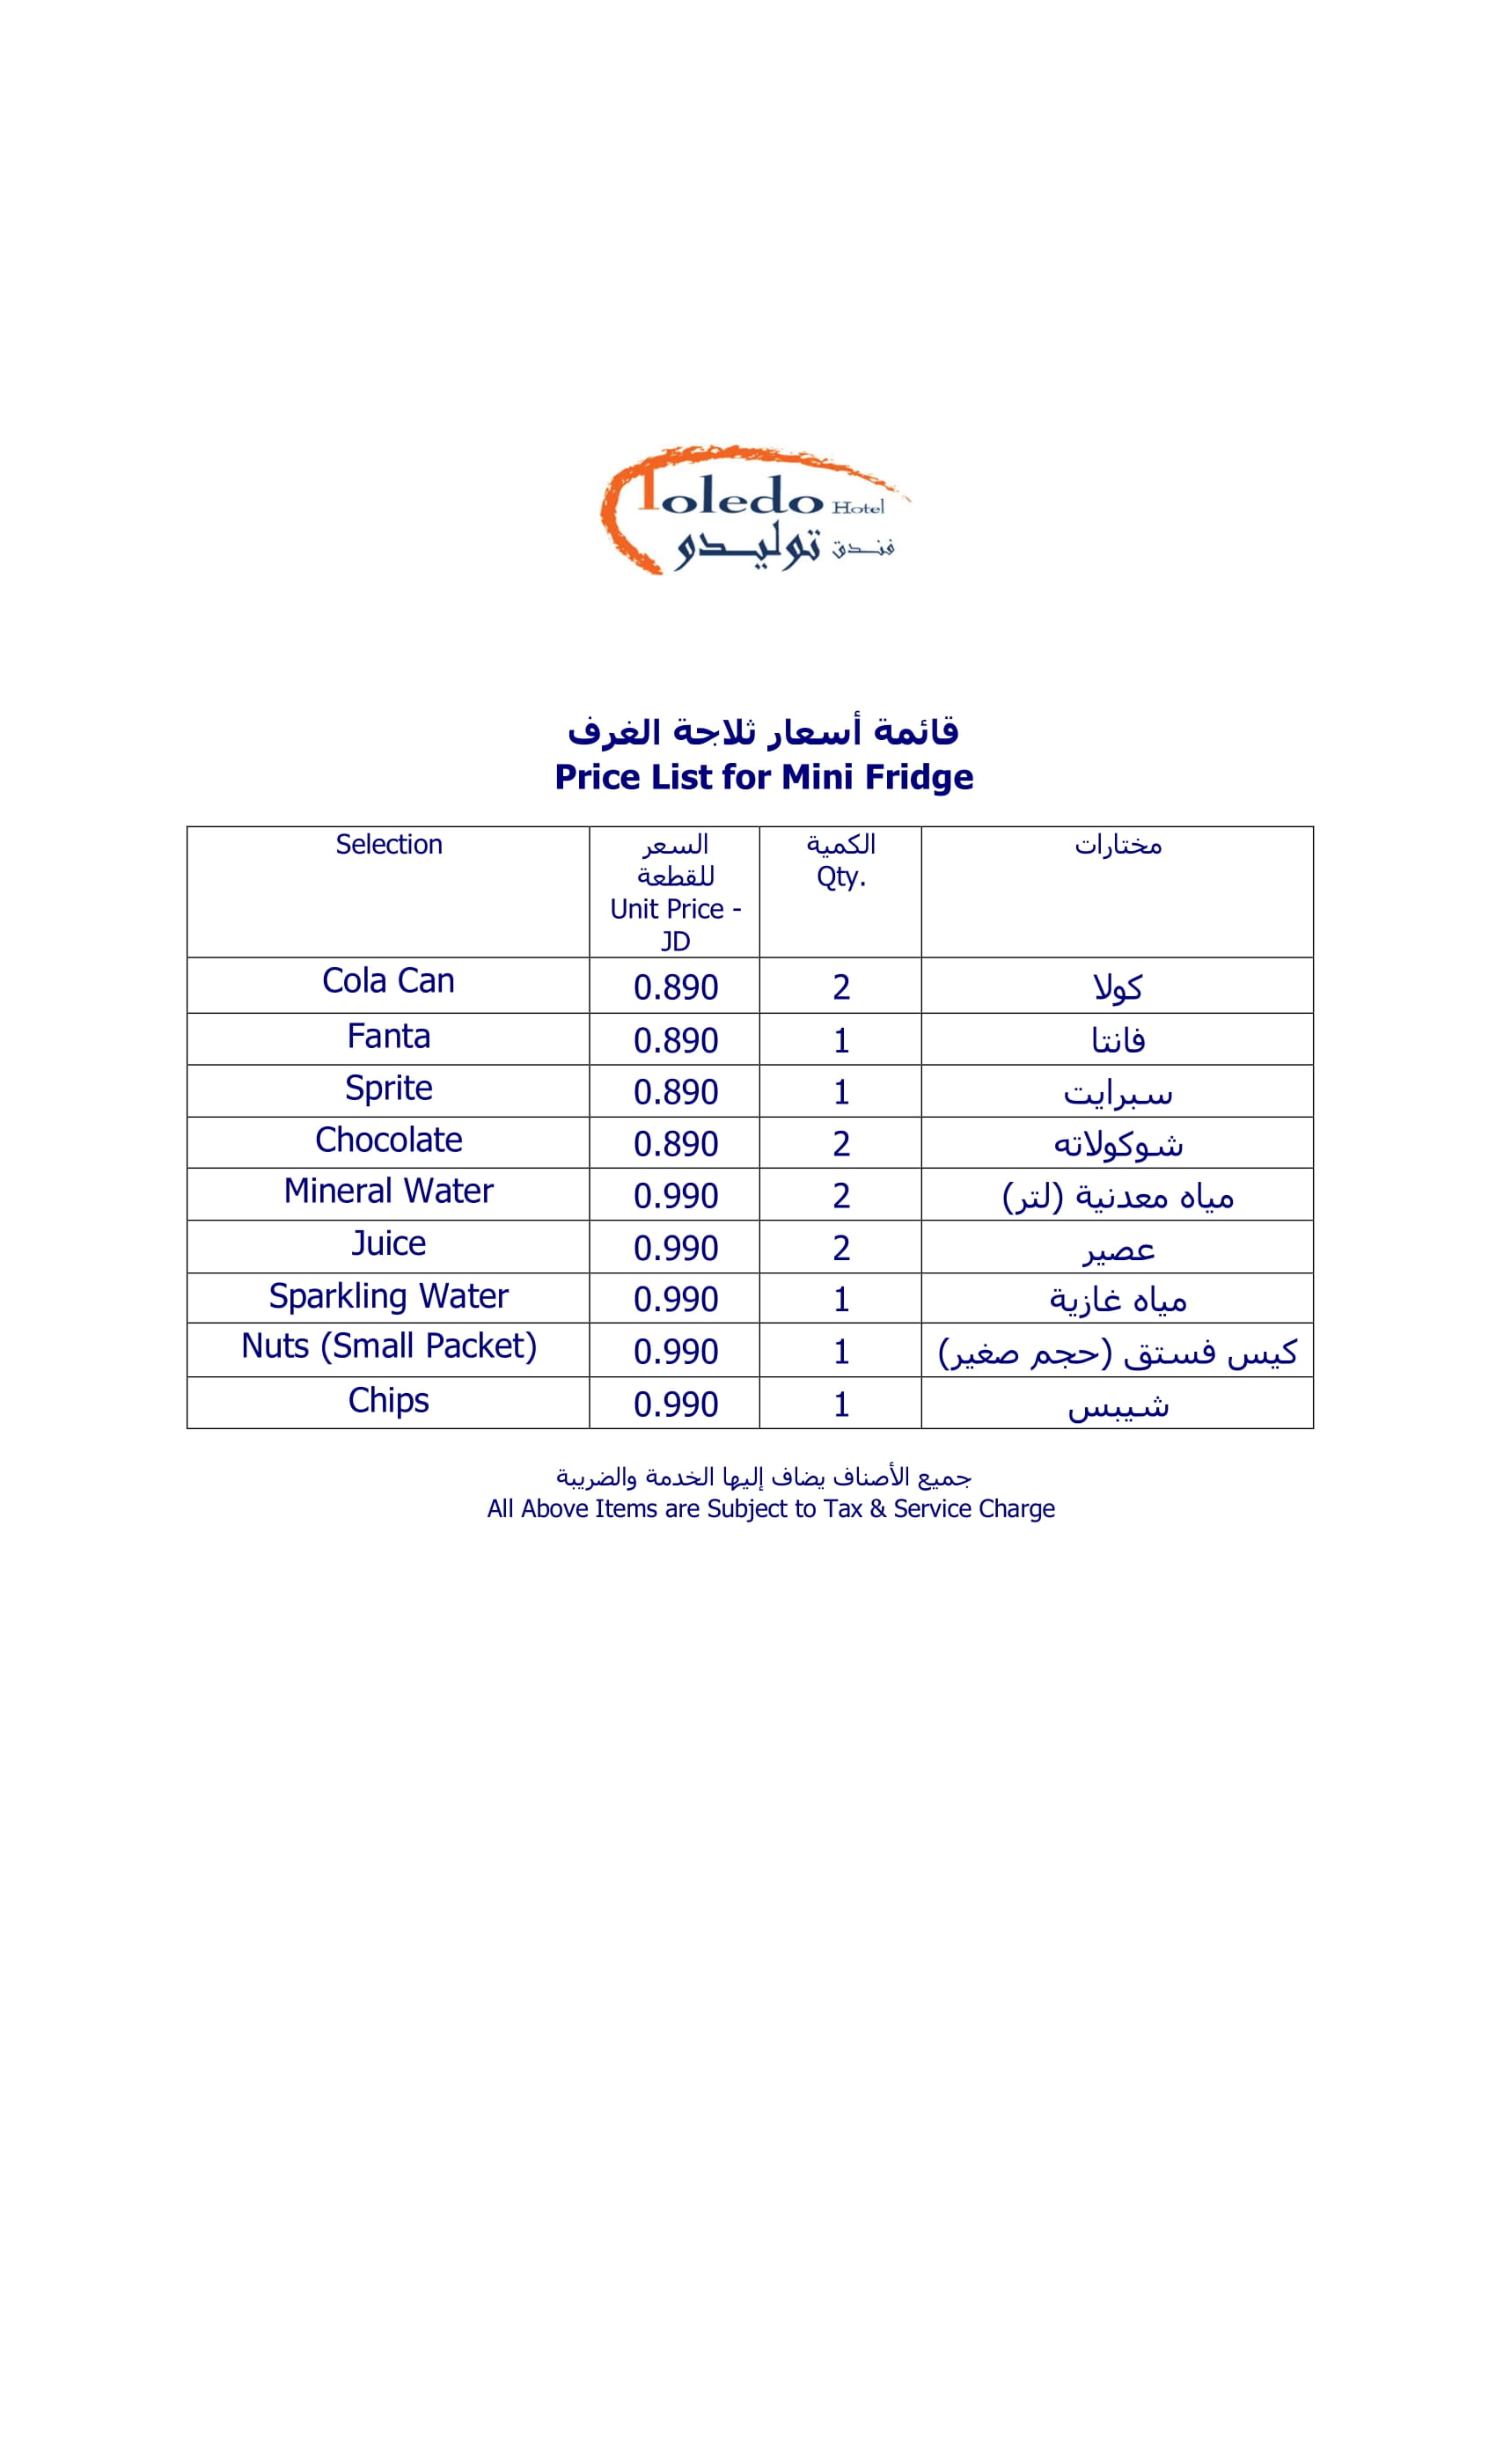 Toledo Hotel
فندق توليدو
قائمة أسعار ثلاجة الغرف
Price List for Mini Fridge
Selection السعر للقطعة Unit Price - JD الكمية Qty. مختارات
Cola Can 0.890 2 كولا
Fanta 0.890 1 فانتا
Sprite 0.890 1 سبرايت
Chocolate 0.890 2 شوكولاته
Mineral Water 0.990 2 مياه معدنية (لتر)
Juice 0.990 2 عصير
Sparkling Water 0.990 1 مياه غازية
Nuts (Small Packet) 0.990 1 كيس فستق (حجم صغير)
Chips 0.990 1 شيبس
جميع الأصناف يضاف إليها الخدمة والضريبة
All Above Items are Subject to Tax & Service Charge